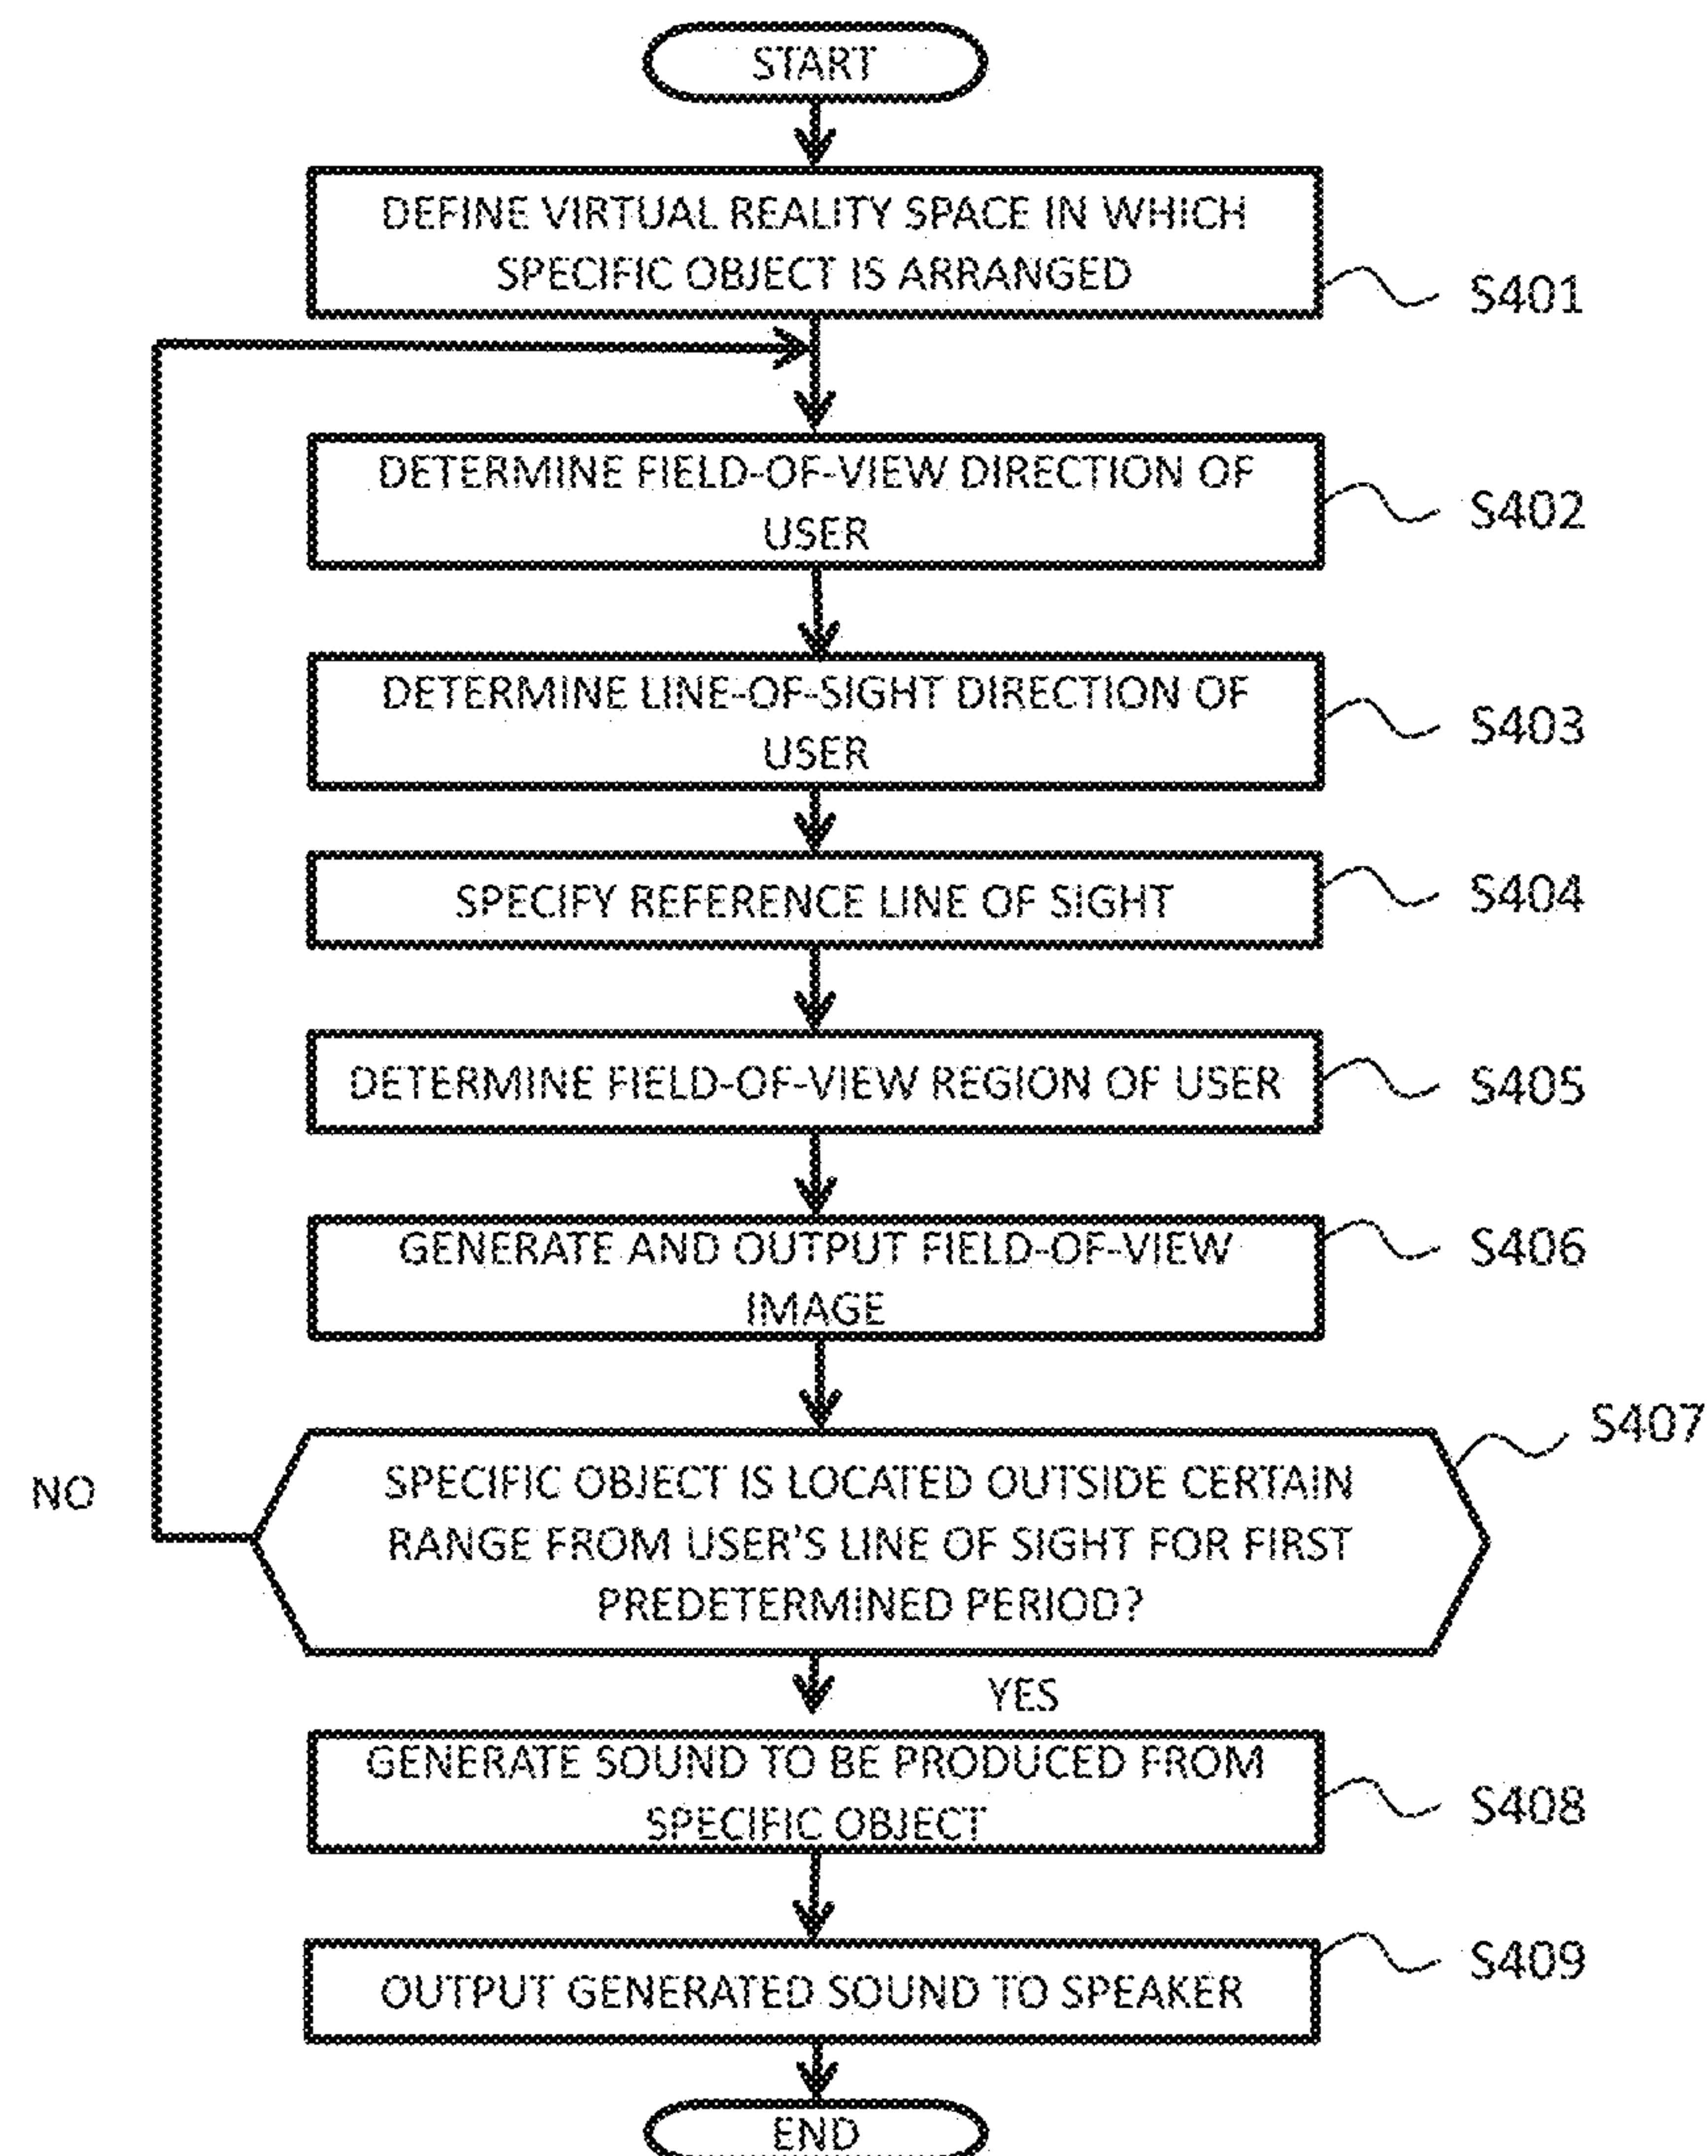 START
DEFINE VIRTUAL REALITY SPACE IN WHICH
SPECIFIC OBJECT IS ARRANGED
S401
DETERMINE FIELD-OF-VIEW DIRECTION OF
USER
S402
DETERMINE LINE-OF-SIGHT DIRECTION OF
USER
S403
SPECIFY REFERENCE LINE OF SIGHT
S404
DETERMINE FIELD-OF-VIEW REGION OF USER
S405
GENERATE AND OUTPUT FIELD-OF-VIEW
IMAGE
S406
SPECIFIC OBJECT IS LOCATED OUTSIDE CERTAIN
RANGE FROM USER'S LINE OF SIGHT FOR FIRST
PREDETERMINED PERIOD?
S407
NO
YES
GENERATE SOUND TO BE PRODUCED FROM
SPECIFIC OBJECT
S408
OUTPUT GENERATED SOUND TO SPEAKER
S409
END